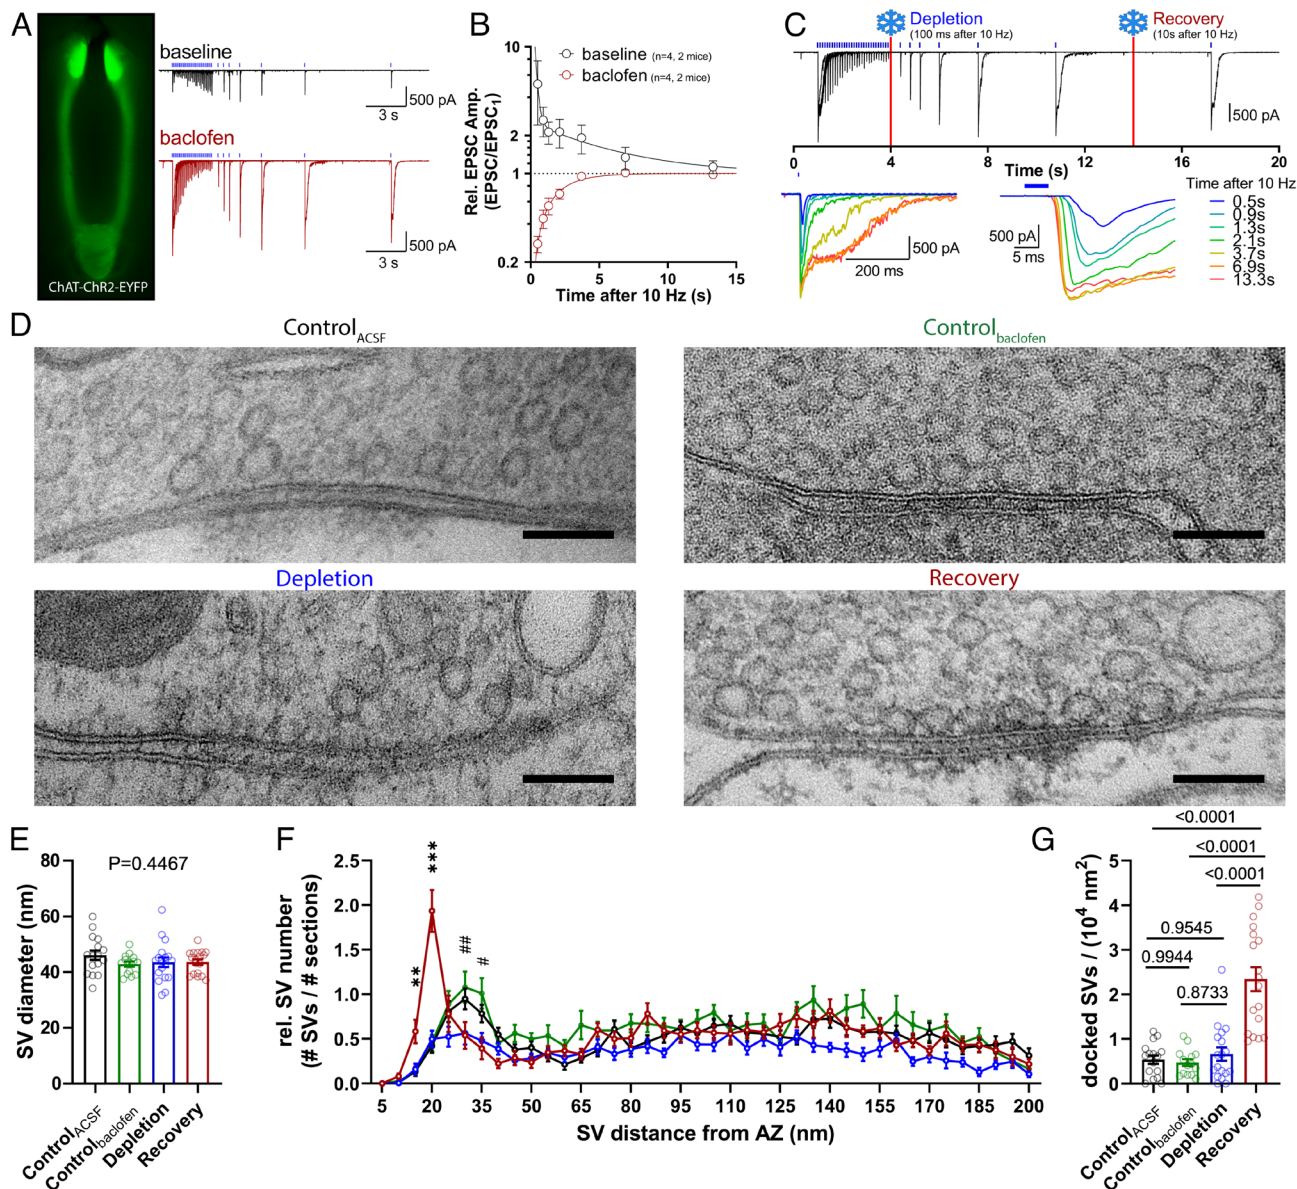 A
baseline
500 pA
3 s
baclofen
500 pA
3 s
ChAT-ChR2-EYFP
B
Rel. EPSC Amp.
(EPSC/EPSC1)
10
2
1
0.2
baseline (n=4, 2 mice)
baclofen (n=4, 2 mice)
0 5 10 15
Time after 10 Hz (s)
C
Depletion
(100 ms after 10 Hz)
Recovery
(10s after 10 Hz)
500 pA
0 4 8 12 16 20
Time (s)
500 pA
200 ms
500 pA
5 ms
Time after 10 Hz
0.5s
0.9s
1.3s
2.1s
3.7s
6.9s
13.3s
D
ControlACSF
Controlbaclofen
Depletion
Recovery
E
SV diameter (nm)
80
60
40
20
0
P=0.4467
ControlACSF
Controlbaclofen
Depletion
Recovery
F
rel. SV number
(# SVs / # sections)
2.5
2.0
1.5
1.0
0.5
0.0
**
***
##
#
5 20 35 50 65 80 95 110 125 140 155 170 185 200
SV distance from AZ (nm)
G
docked SVs / (10⁴ nm²)
5
4
3
2
1
0
<0.0001
<0.0001
<0.0001
0.9545
0.9944
0.8733
ControlACSF
Controlbaclofen
Depletion
Recovery